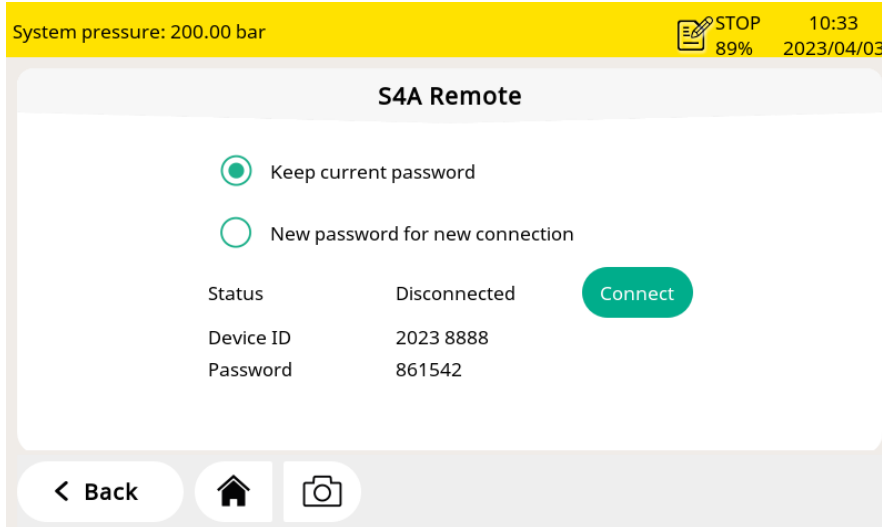 System pressure: 200.00 bar
STOP 10:33
89% 2023/04/03
S4A Remote
Keep current password
New password for new connection
Status Disconnected Connect
Device ID 2023 8888
Password 861542
Back